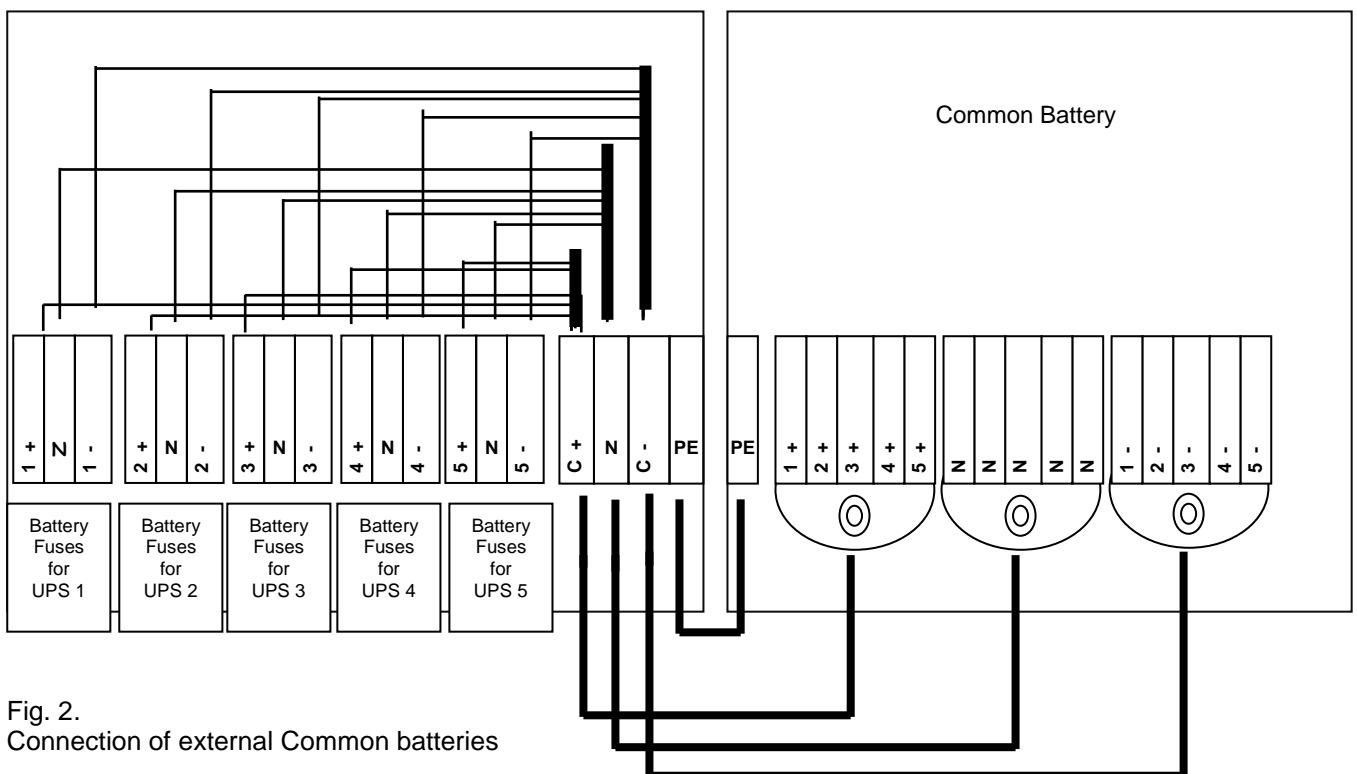 Common Battery
1 +
N
1 -
2 +
N
2 -
3 +
N
3 -
4 +
N
4 -
5 +
N
5 -
C +
N
C -
PE
PE
1 +
2 +
3 +
4 +
5 +
N
N
N
N
N
1 -
2 -
3 -
4 -
5 -
Battery
Fuses
for
UPS 1
Battery
Fuses
for
UPS 2
Battery
Fuses
for
UPS 3
Battery
Fuses
for
UPS 4
Battery
Fuses
for
UPS 5
Fig. 2.
Connection of external Common batteries